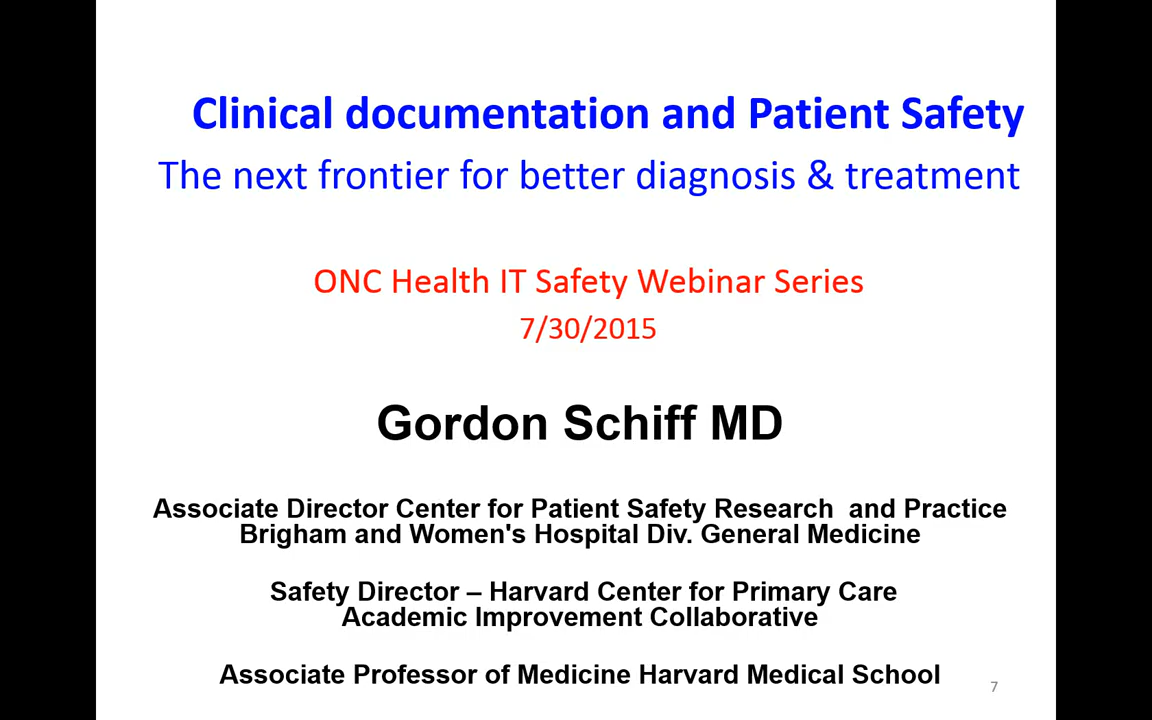 Clinical documentation and Patient Safety
The next frontier for better diagnosis & treatment
ONC Health IT Safety Webinar Series
7/30/2015
Gordon Schiff MD
Associate Director Center for Patient Safety Research  and Practice
Brigham and Women's Hospital Div. General Medicine
Safety Director – Harvard Center for Primary Care
Academic Improvement Collaborative
Associate Professor of Medicine Harvard Medical School
7